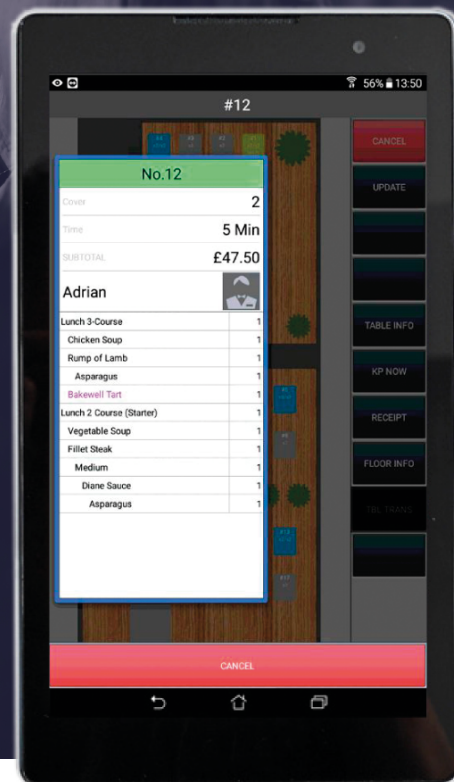 56% 13:50
#12
CANCEL
UPDATE
TABLE INFO
KP NOW
RECEIPT
FLOOR INFO
TBL TRANS
No.12
Cover 2
Time 5 Min
SUBTOTAL £47.50
Adrian
Lunch 3-Course 1
Chicken Soup 1
Rump of Lamb 1
Asparagus 1
Bakewell Tart 1
Lunch 2 Course (Starter) 1
Vegetable Soup 1
Fillet Steak 1
Medium 1
Diane Sauce 1
Asparagus 1
CANCEL